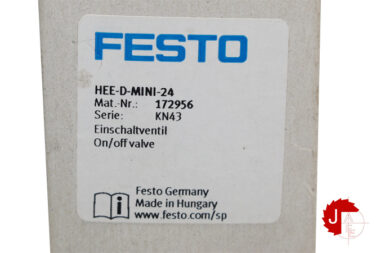 FESTO
HEE-D-MINI-24
Mat.-Nr.: 172956
Serie: KN43
Einschaltventil
On/off valve
Festo Germany
Made in Hungary
www.festo.com/sp
J